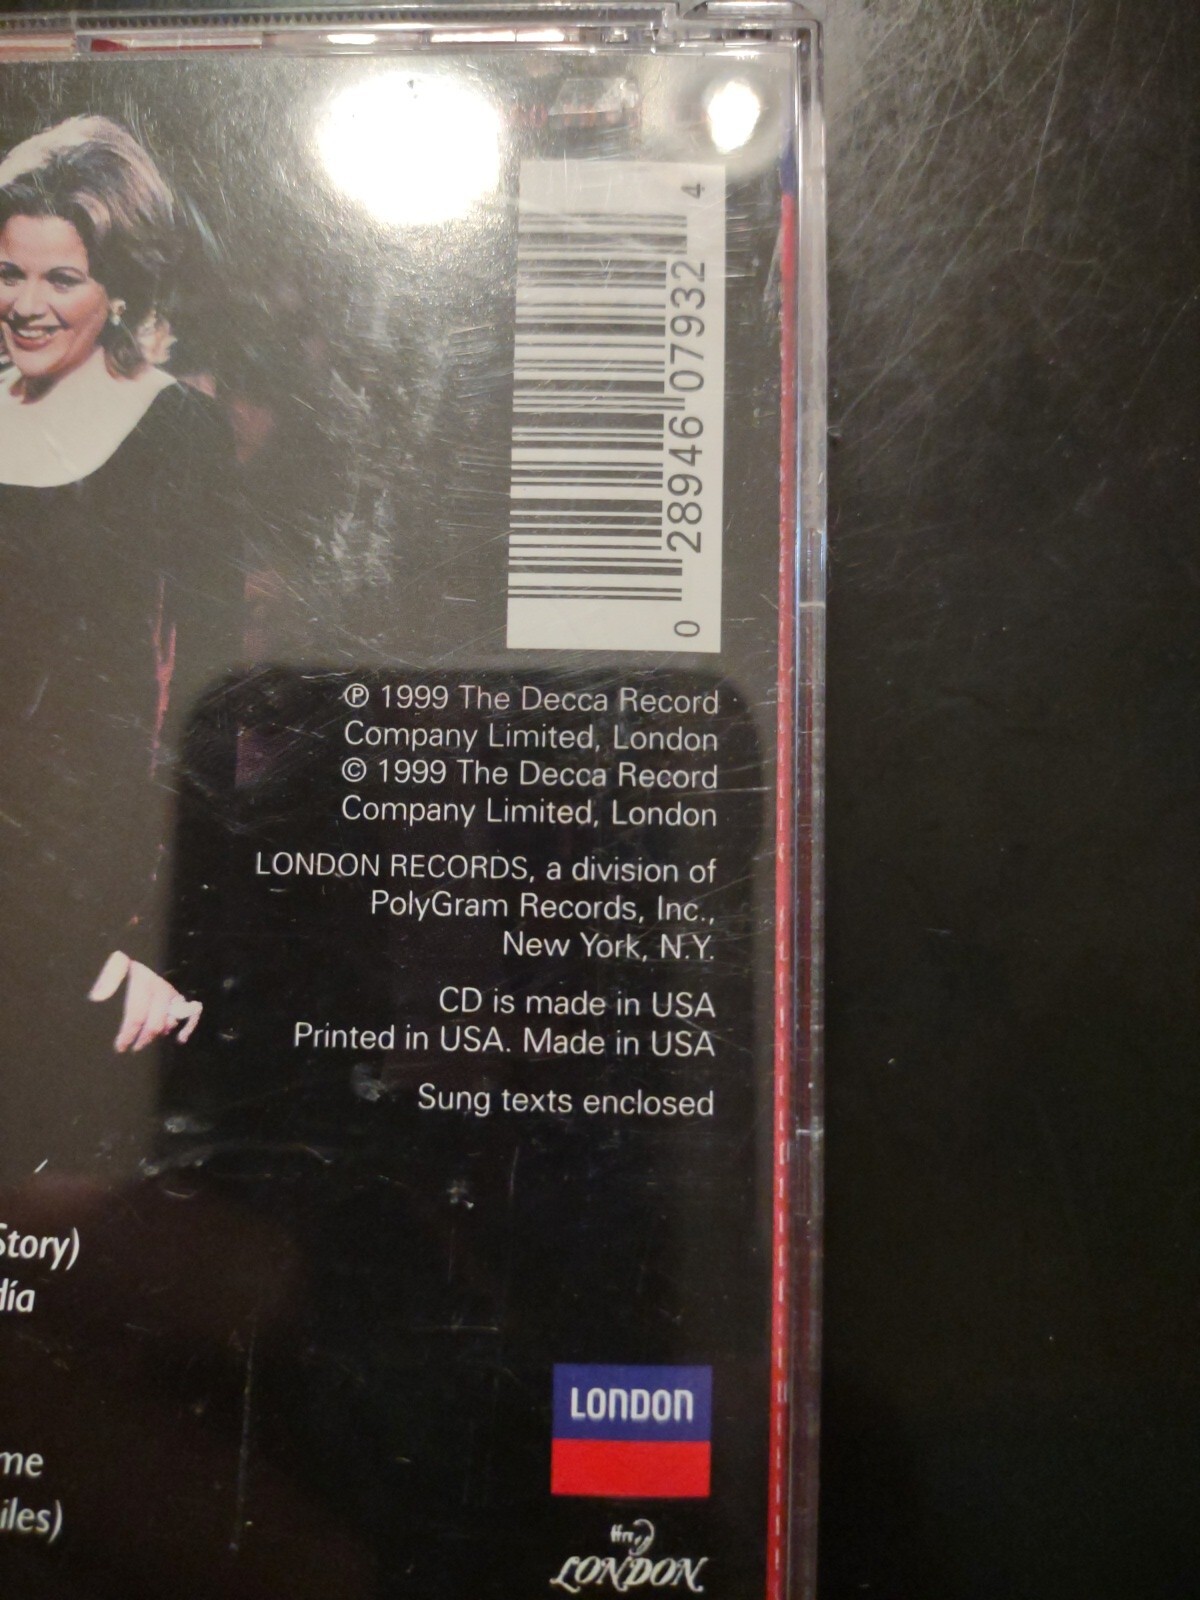 0 28946 07932 4
℗ 1999 The Decca Record
Company Limited, London
© 1999 The Decca Record
Company Limited, London
LONDON RECORDS, a division of
PolyGram Records, Inc.,
New York, N.Y.
CD is made in USA
Printed in USA. Made in USA
Sung texts enclosed
Story)
día
me
iles)
LONDON
ffrr
LONDON